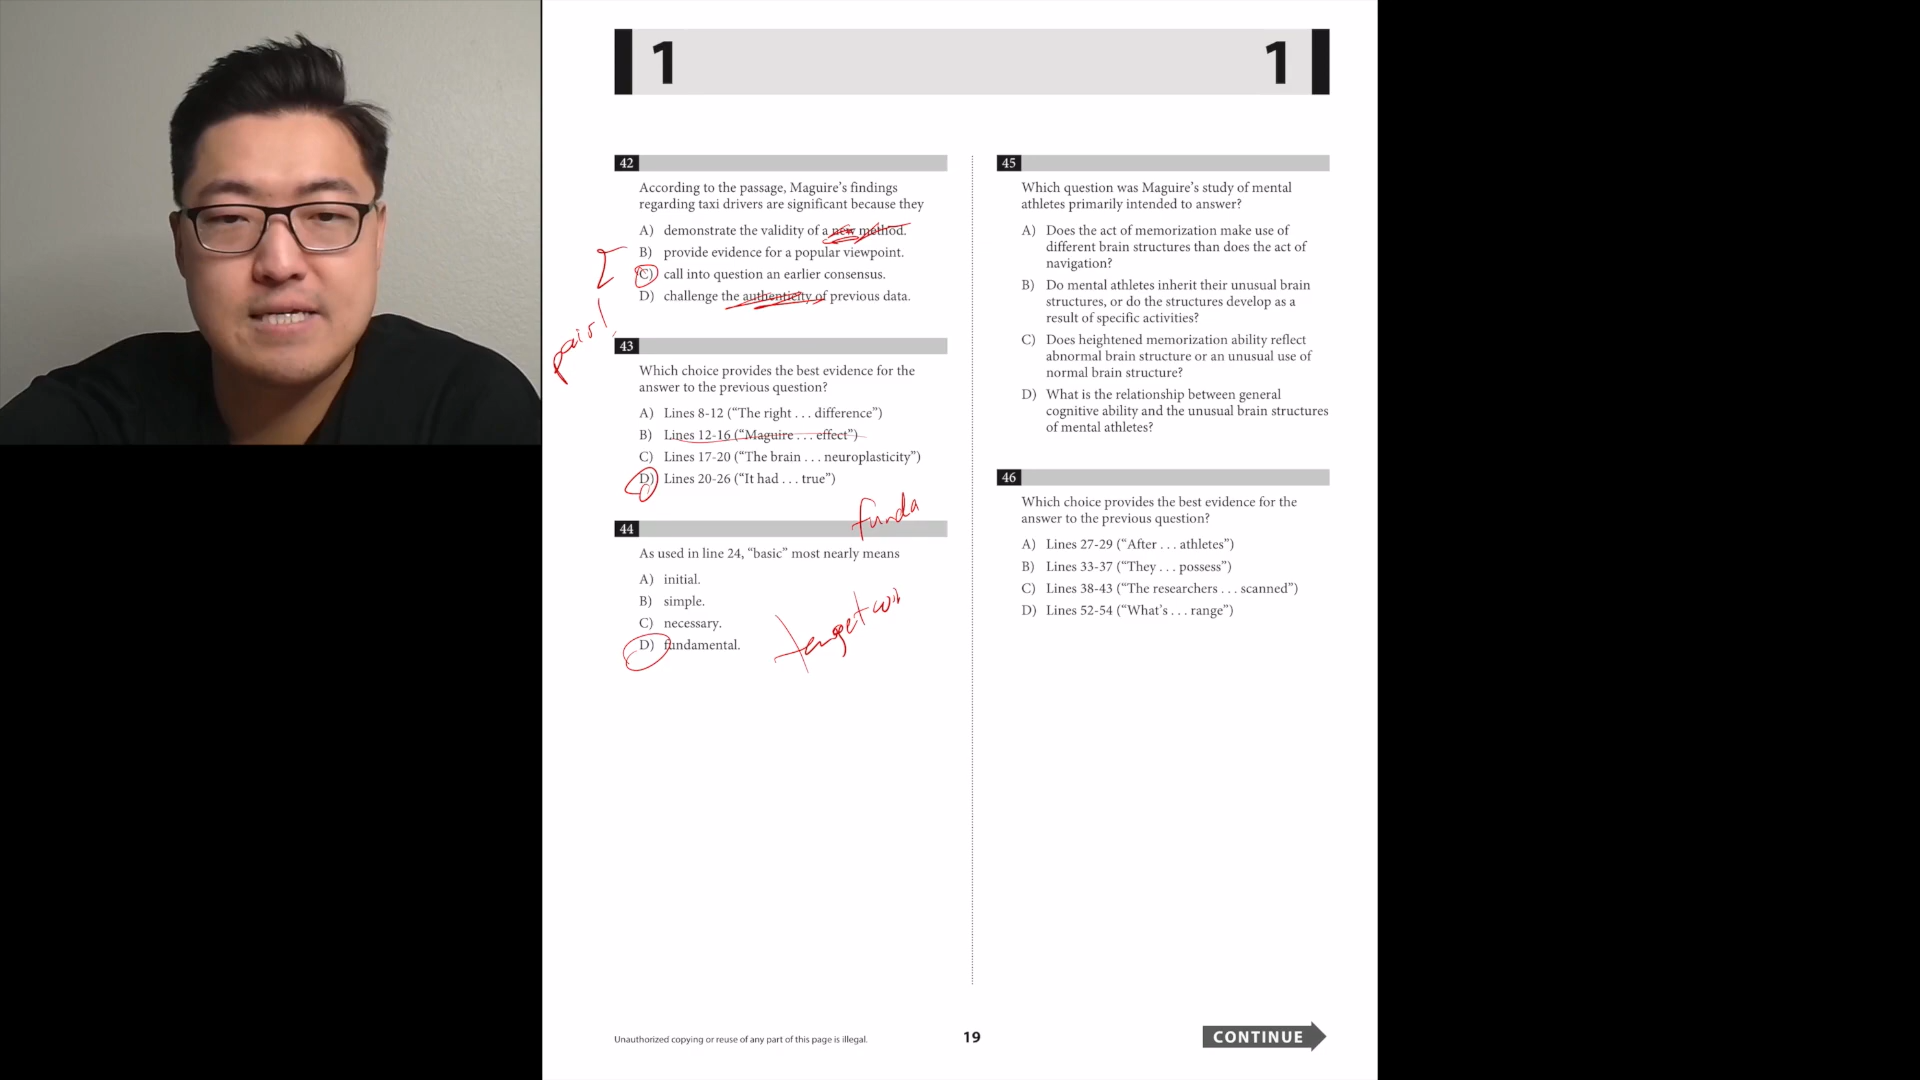 1 1
42
According to the passage, Maguire's findings
regarding taxi drivers are significant because they
A) demonstrate the validity of a new method.
B) provide evidence for a popular viewpoint.
C) call into question an earlier consensus.
D) challenge the authenticity of previous data.
pair!
43
Which choice provides the best evidence for the
answer to the previous question?
A) Lines 8-12 (“The right . . . difference”)
B) Lines 12-16 (“Maguire . . . effect”)
C) Lines 17-20 (“The brain . . . neuroplasticity”)
D) Lines 20-26 (“It had . . . true”)
funda
44
As used in line 24, “basic” most nearly means
A) initial.
B) simple.
C) necessary.
D) fundamental.
45
Which question was Maguire's study of mental
athletes primarily intended to answer?
A) Does the act of memorization make use of
different brain structures than does the act of
navigation?
B) Do mental athletes inherit their unusual brain
structures, or do the structures develop as a
result of specific activities?
C) Does heightened memorization ability reflect
abnormal brain structure or an unusual use of
normal brain structure?
D) What is the relationship between general
cognitive ability and the unusual brain structures
of mental athletes?
46
Which choice provides the best evidence for the
answer to the previous question?
A) Lines 27-29 (“After . . . athletes”)
B) Lines 33-37 (“They . . . possess”)
C) Lines 38-43 (“The researchers . . . scanned”)
D) Lines 52-54 (“What's . . . range”)
Unauthorized copying or reuse of any part of this page is illegal.
19
CONTINUE